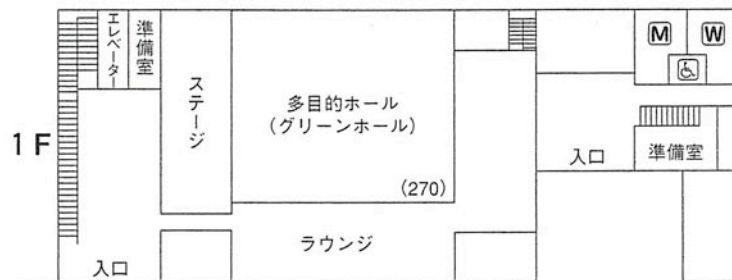 1F
エレベーター
準備室
ステージ
多目的ホール
(グリーンホール)
(270)
ラウンジ
入口
入口
準備室
M
W